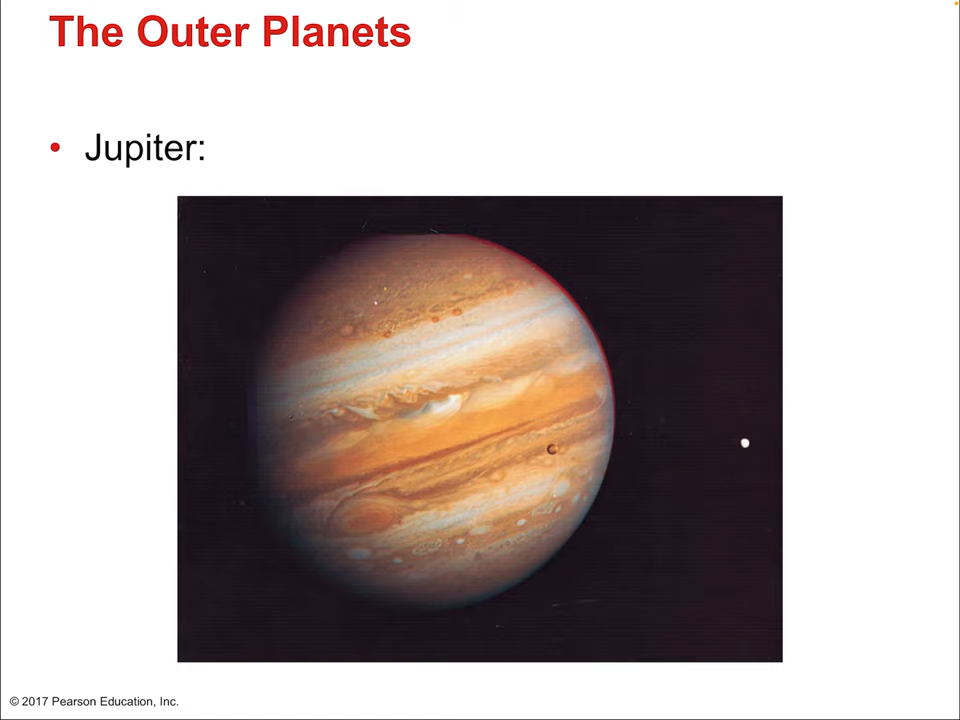 The Outer Planets
• Jupiter:
© 2017 Pearson Education, Inc.